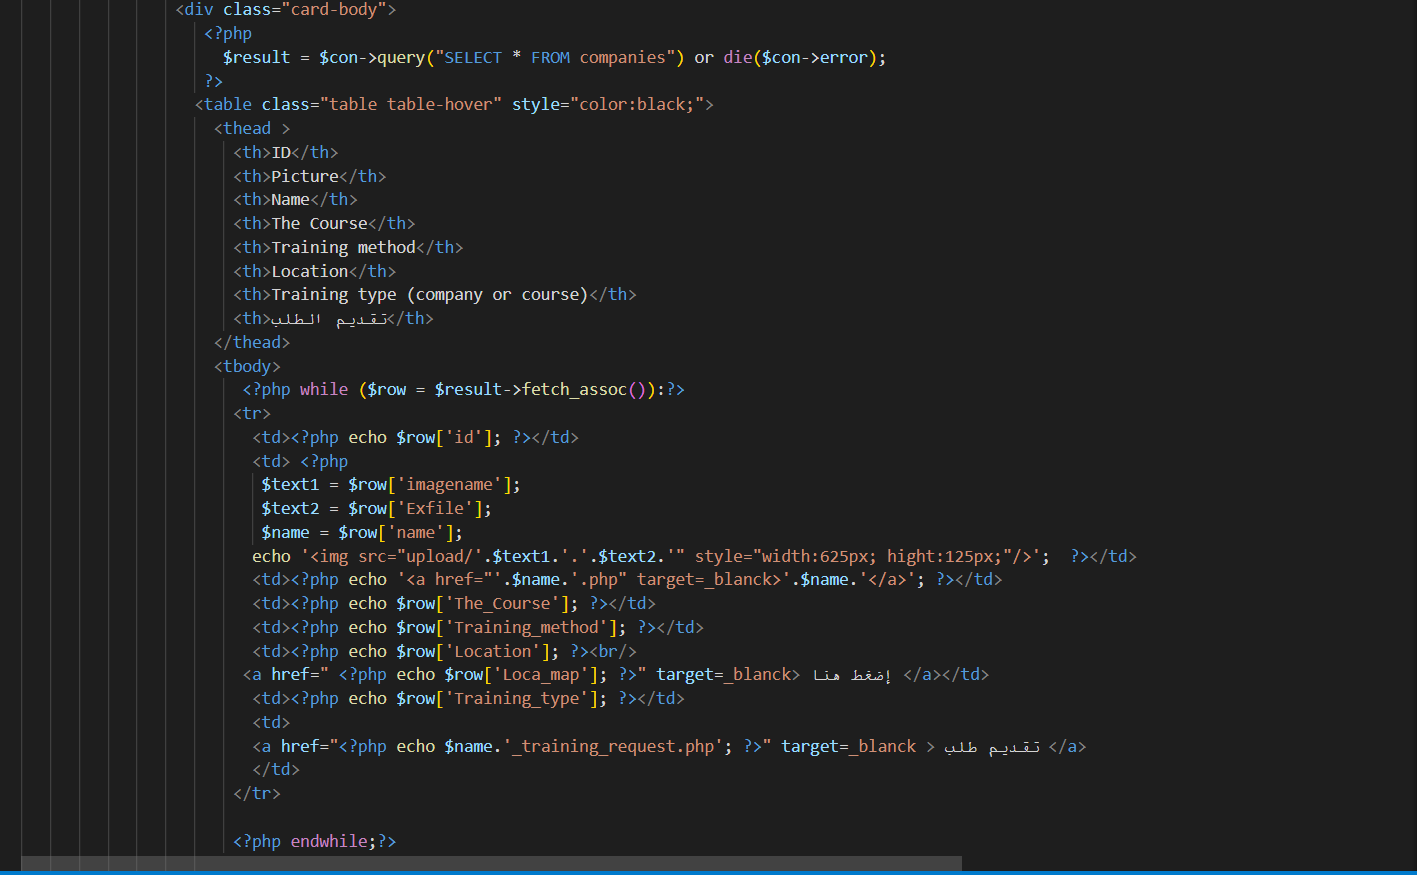 <div class="card-body">
<?php
$result = $con->query("SELECT * FROM companies") or die($con->error);
?>
<table class="table table-hover" style="color:black;">
<thead >
<th>ID</th>
<th>Picture</th>
<th>Name</th>
<th>The Course</th>
<th>Training method</th>
<th>Location</th>
<th>Training type (company or course)</th>
<th>تقديم الطلب</th>
</thead>
<tbody>
<?php while ($row = $result->fetch_assoc()):?>
<tr>
<td><?php echo $row['id']; ?></td>
<td> <?php
$text1 = $row['imagename'];
$text2 = $row['Exfile'];
$name = $row['name'];
echo '<img src="upload/'.$text1.'.'.$text2.'" style="width:625px; hight:125px;"/>';  ?></td>
<td><?php echo '<a href="'.$name.'.php" target=_blanck>'.$name.'</a>'; ?></td>
<td><?php echo $row['The_Course']; ?></td>
<td><?php echo $row['Training_method']; ?></td>
<td><?php echo $row['Location']; ?><br/>
<a href=" <?php echo $row['Loca_map']; ?>" target=_blanck> إضغط هنا </a></td>
<td><?php echo $row['Training_type']; ?></td>
<td>
<a href="<?php echo $name.'_training_request.php'; ?>" target=_blanck > تقديم طلب </a>
</td>
</tr>
<?php endwhile;?>